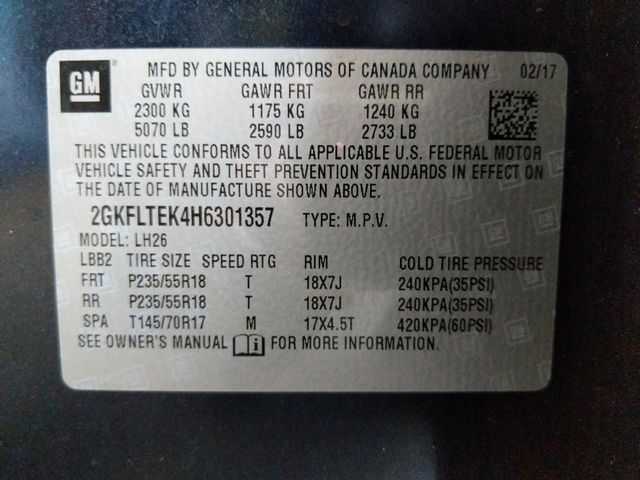 GM
MFD BY GENERAL MOTORS OF CANADA COMPANY 02/17
GVWR GAWR FRT GAWR RR
2300 KG 1175 KG 1240 KG
5070 LB 2590 LB 2733 LB
THIS VEHICLE CONFORMS TO ALL APPLICABLE U.S. FEDERAL MOTOR
VEHICLE SAFETY AND THEFT PREVENTION STANDARDS IN EFFECT ON
THE DATE OF MANUFACTURE SHOWN ABOVE.
2GKFLTEK4H6301357 TYPE: M.P.V.
MODEL: LH26
LBB2 TIRE SIZE SPEED RTG RIM COLD TIRE PRESSURE
FRT P235/55R18 T 18X7J 240KPA(35PSI)
RR P235/55R18 T 18X7J 240KPA(35PSI)
SPA T145/70R17 M 17X4.5T 420KPA(60PSI)
SEE OWNER'S MANUAL i FOR MORE INFORMATION.